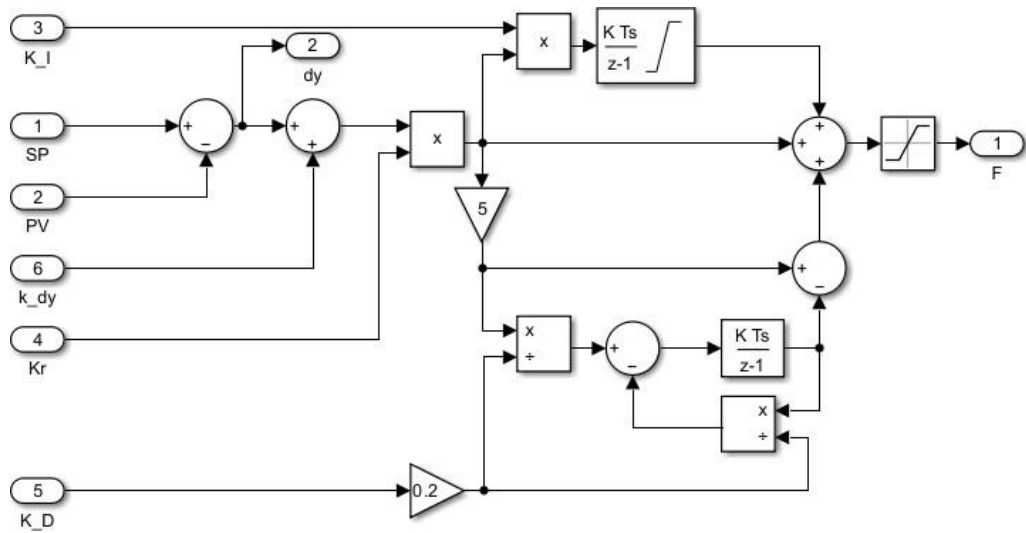 3
K_I
2
dy
x
K Ts
z-1
1
SP
+
−
+
+
x
+
+
+
1
F
2
PV
5
6
k_dy
+
−
4
Kr
x
÷
+
−
K Ts
z-1
x
÷
5
K_D
0.2